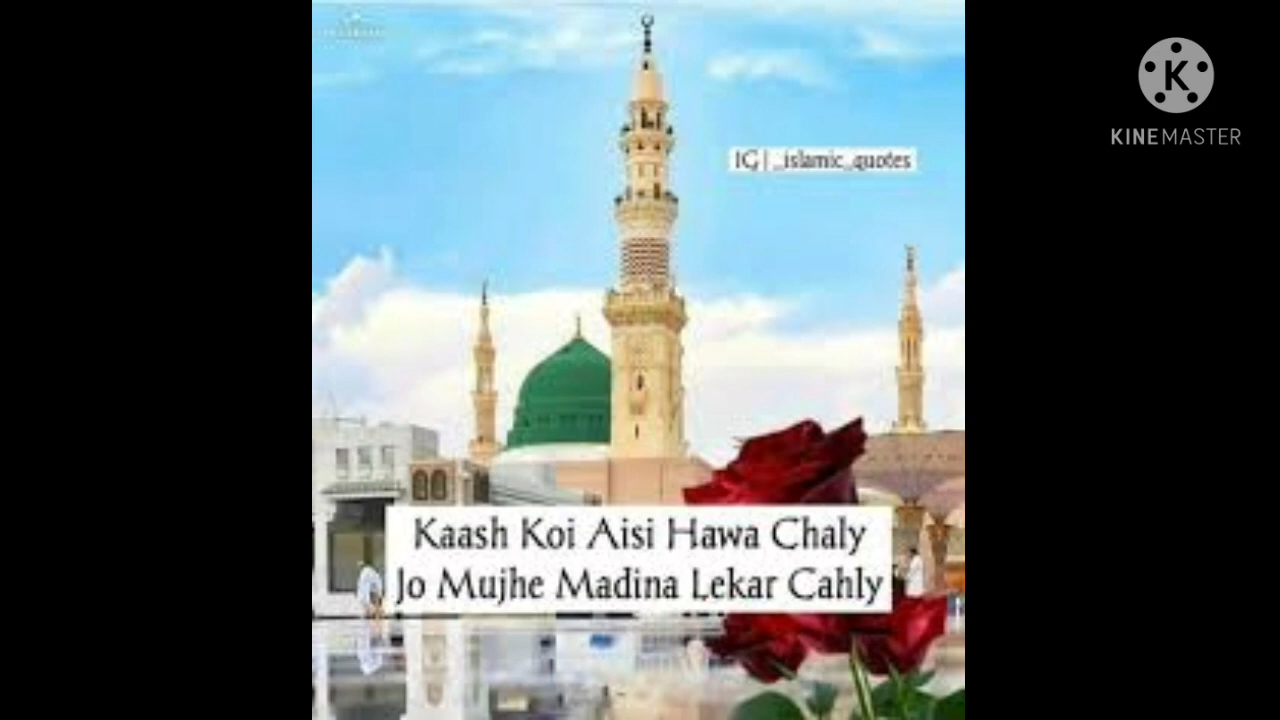 KINEMASTER
IG|_islamic_quotes
Kaash Koi Aisi Hawa Chaly
Jo Mujhe Madina Lekar Cahly